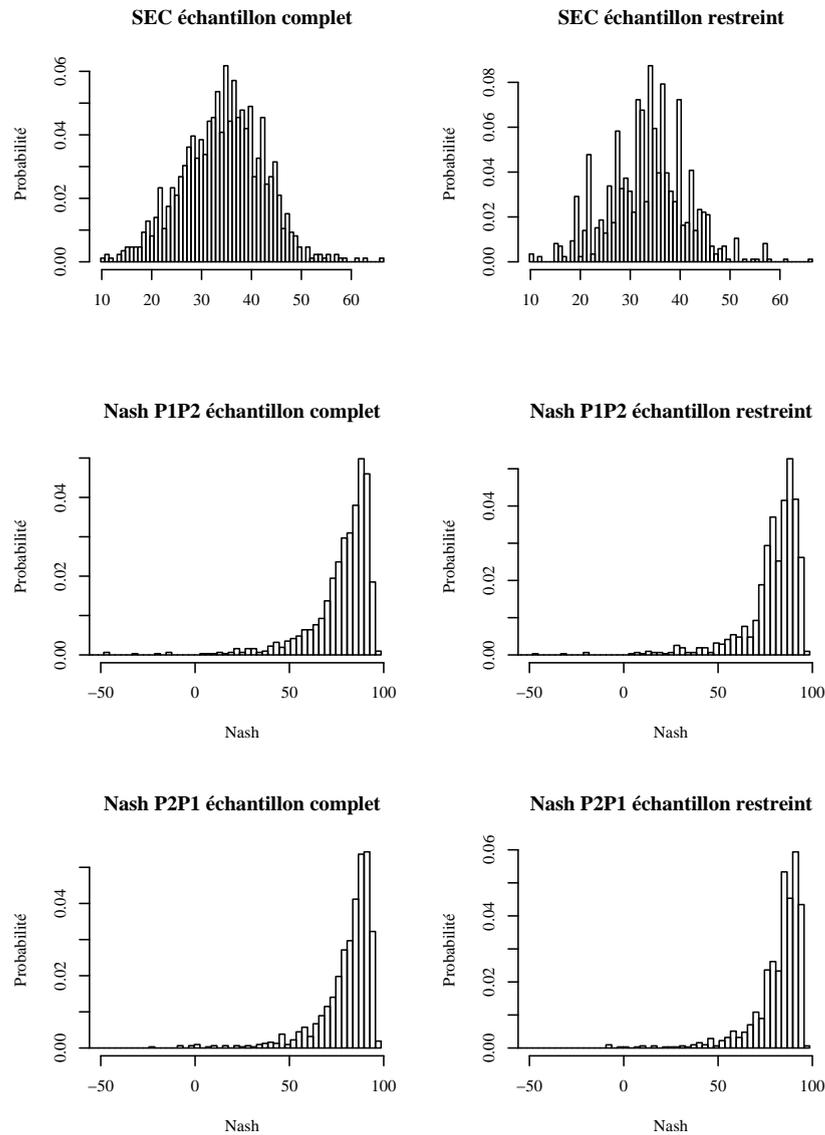 SEC échantillon complet
Probabilité
0.00 0.02 0.04 0.06
10 20 30 40 50 60
SEC échantillon restreint
Probabilité
0.00 0.02 0.04 0.06 0.08
10 20 30 40 50 60
Nash P1P2 échantillon complet
Probabilité
0.00 0.02 0.04
−50 0 50 100
Nash
Nash P1P2 échantillon restreint
Probabilité
0.00 0.02 0.04
−50 0 50 100
Nash
Nash P2P1 échantillon complet
Probabilité
0.00 0.02 0.04
−50 0 50 100
Nash
Nash P2P1 échantillon restreint
Probabilité
0.00 0.02 0.04 0.06
−50 0 50 100
Nash